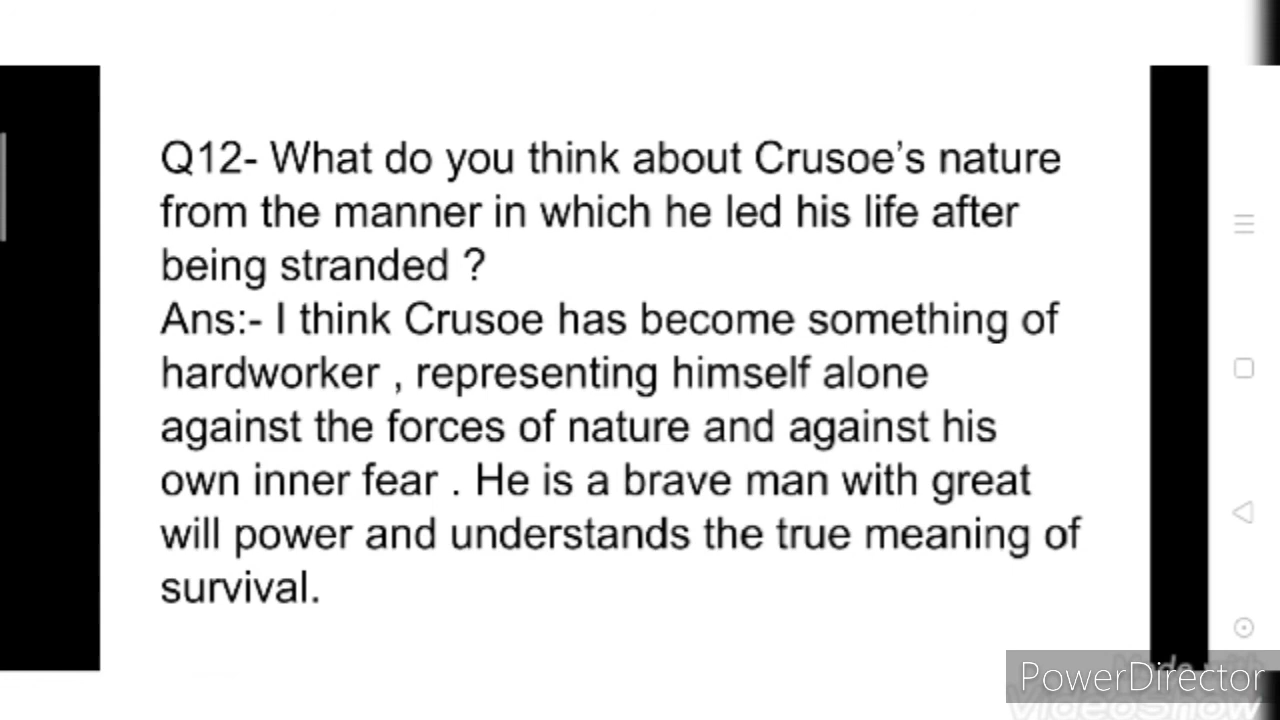 Q12- What do you think about Crusoe's nature
from the manner in which he led his life after
being stranded ?
Ans:- I think Crusoe has become something of
hardworker , representing himself alone
against the forces of nature and against his
own inner fear . He is a brave man with great
will power and understands the true meaning of
survival.
PowerDirector
VideoShow